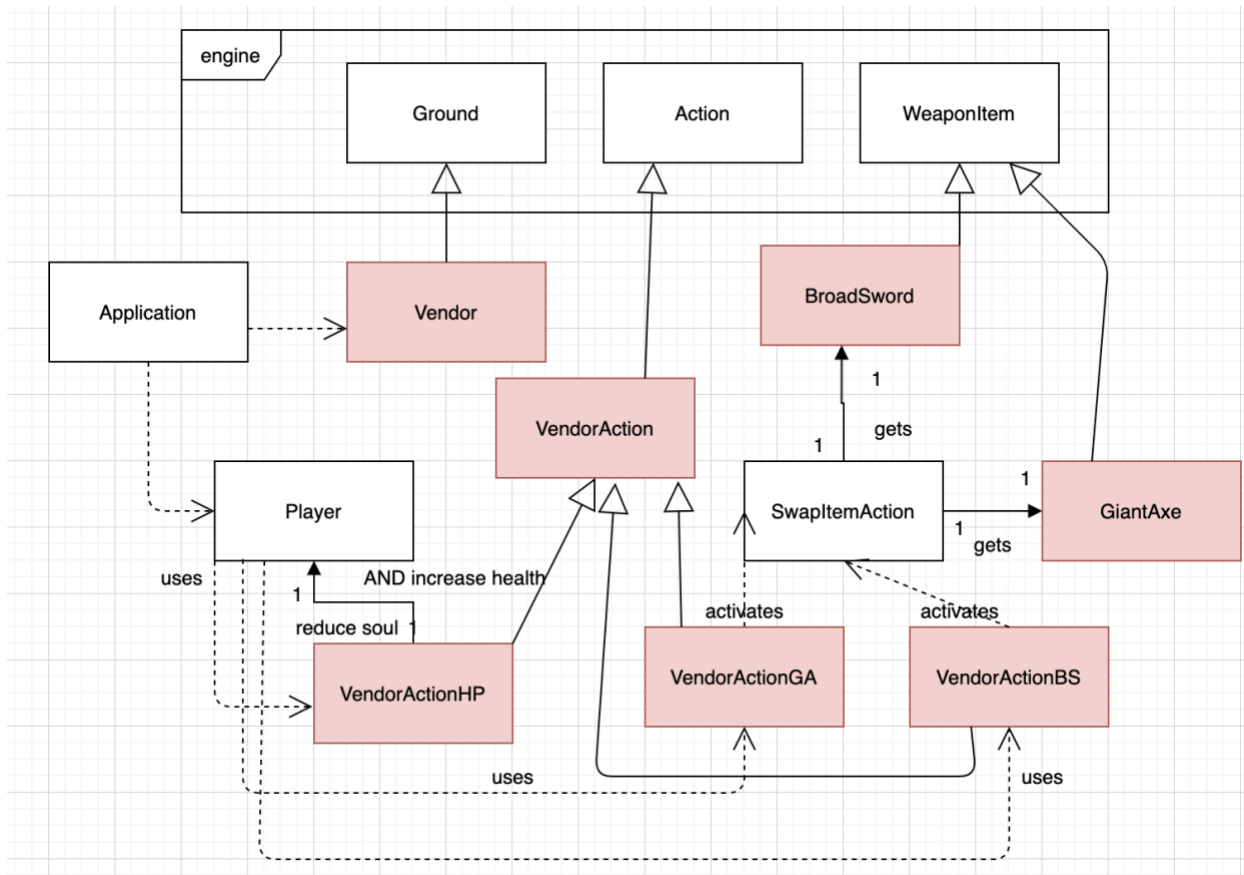 engine
Ground
Action
WeaponItem
Application
Vendor
BroadSword
VendorAction
1
gets
1
Player
SwapItemAction
1
GiantAxe
1
gets
uses
AND increase health
1
reduce soul
1
activates
activates
VendorActionHP
VendorActionGA
VendorActionBS
uses
uses